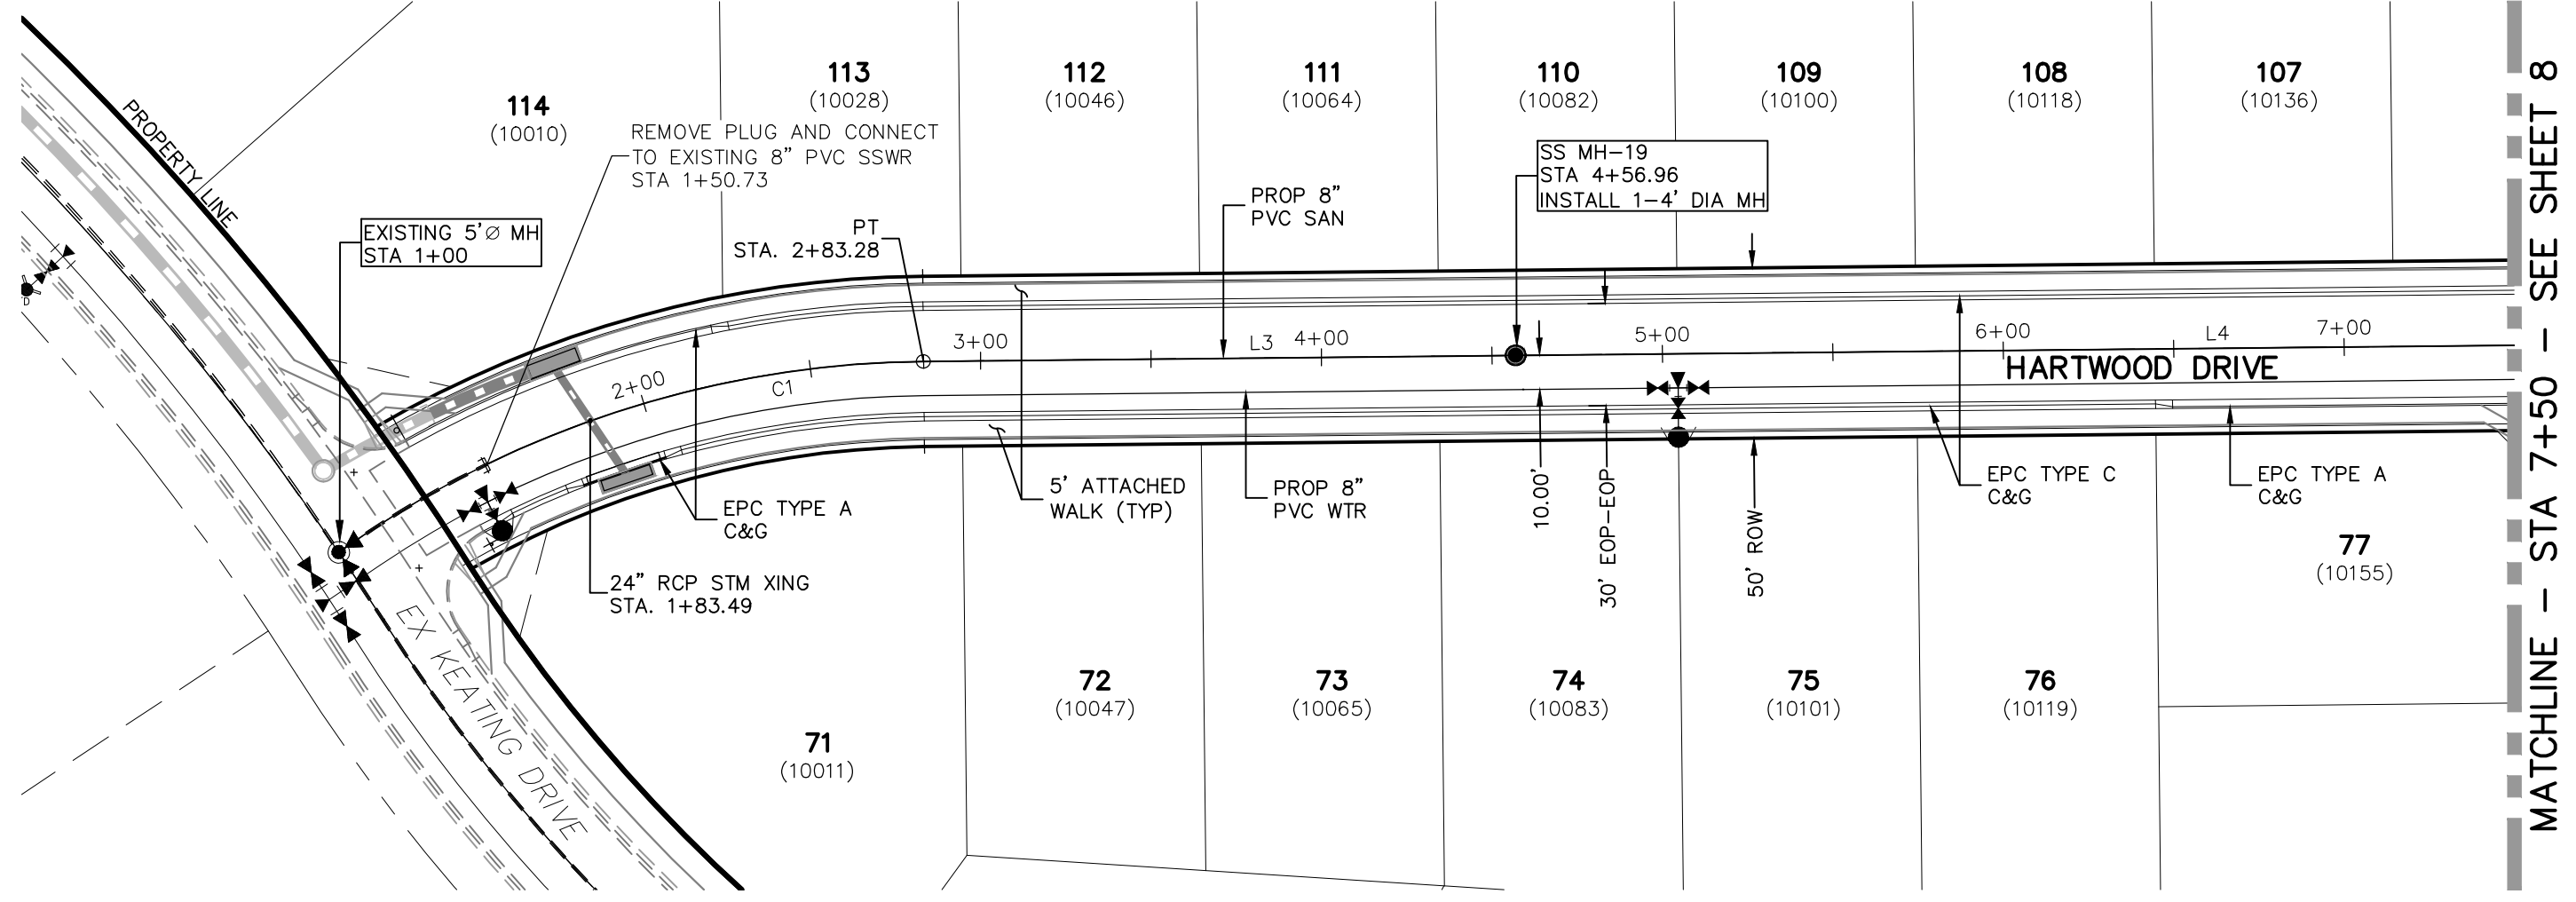 114
(10010)
113
(10028)
112
(10046)
111
(10064)
110
(10082)
109
(10100)
108
(10118)
107
(10136)
PROPERTY LINE
REMOVE PLUG AND CONNECT
TO EXISTING 8" PVC SSWR
STA 1+50.73
EXISTING 5'∅ MH
STA 1+00
PT
STA. 2+83.28
PROP 8"
PVC SAN
SS MH-19
STA 4+56.96
INSTALL 1-4' DIA MH
2+00
C1
3+00
L3
4+00
5+00
6+00
L4
7+00
HARTWOOD DRIVE
D
EPC TYPE A
C&G
24" RCP STM XING
STA. 1+83.49
5' ATTACHED
WALK (TYP)
PROP 8"
PVC WTR
10.00'
30' EOP-EOP
50' ROW
EPC TYPE C
C&G
EPC TYPE A
C&G
EX KEATING DRIVE
71
(10011)
72
(10047)
73
(10065)
74
(10083)
75
(10101)
76
(10119)
77
(10155)
MATCHLINE - STA 7+50 - SEE SHEET 8